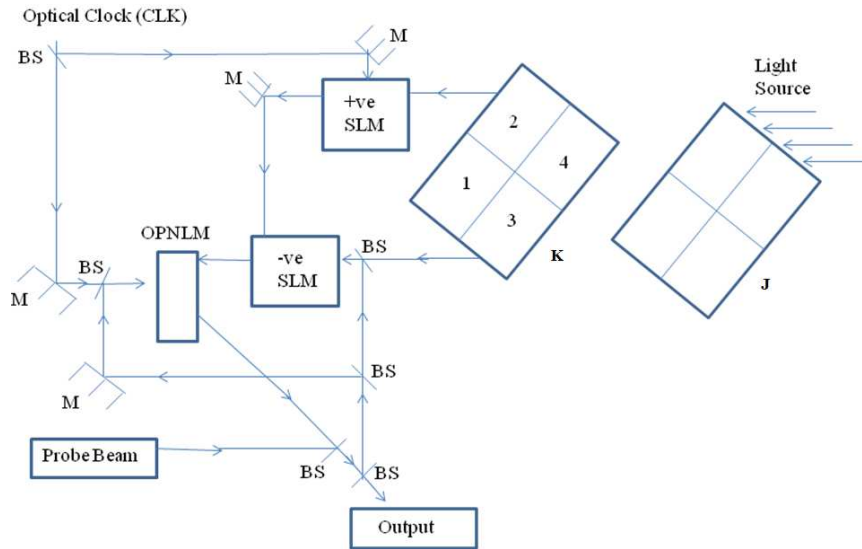 Optical Clock (CLK)
BS
M
M
+ve
SLM
Light
Source
2
1
4
3
K
J
OPNLM
BS
-ve
SLM
BS
M
BS
M
Probe Beam
BS
BS
Output